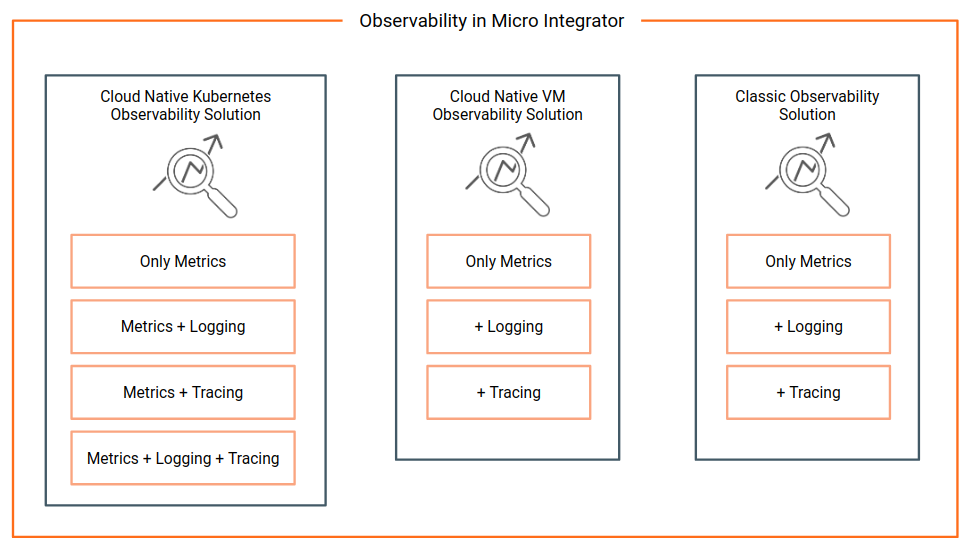 Observability in Micro Integrator
Cloud Native Kubernetes
Observability Solution
Only Metrics
Metrics + Logging
Metrics + Tracing
Metrics + Logging + Tracing
Cloud Native VM
Observability Solution
Only Metrics
+ Logging
+ Tracing
Classic Observability
Solution
Only Metrics
+ Logging
+ Tracing